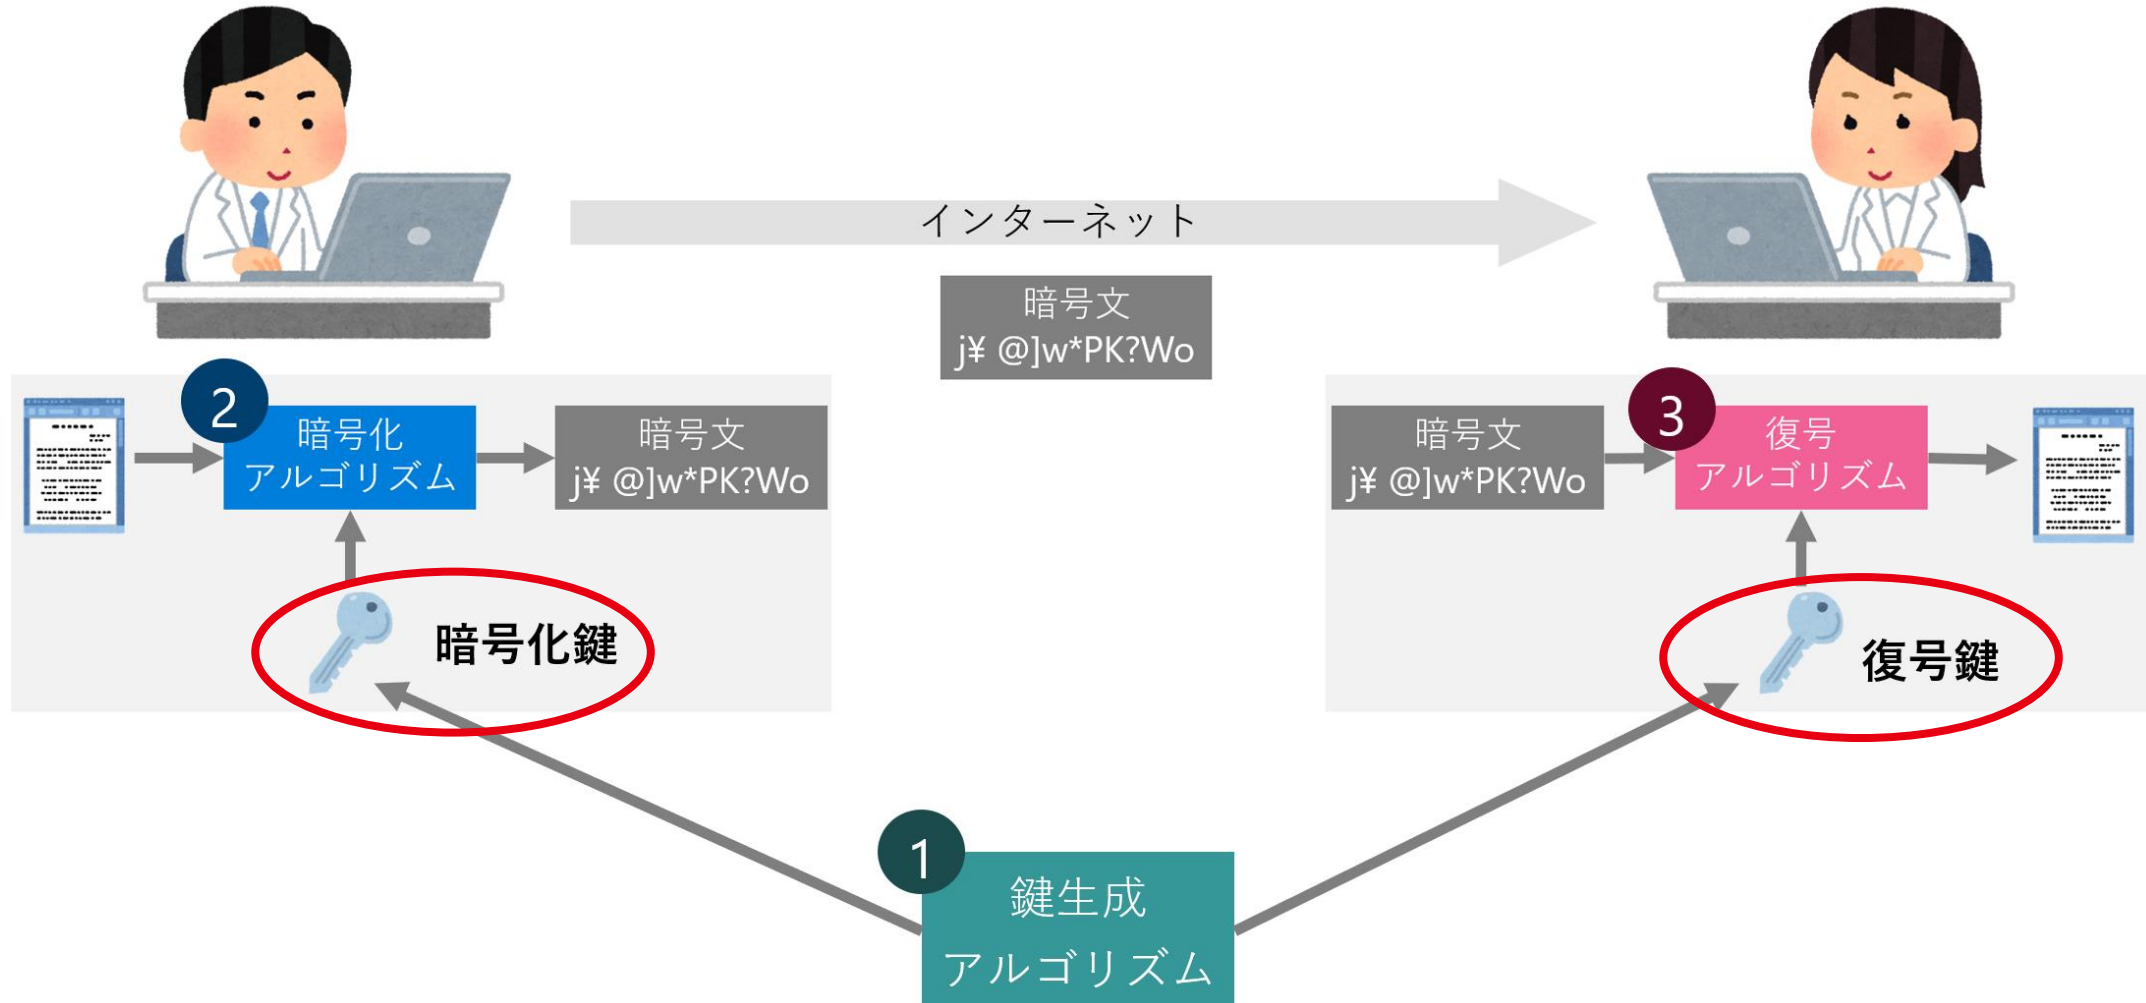 インターネット
暗号文
j¥ @]w*PK?Wo
2
暗号化
アルゴリズム
暗号文
j¥ @]w*PK?Wo
暗号化鍵
暗号文
j¥ @]w*PK?Wo
3
復号
アルゴリズム
復号鍵
1
鍵生成
アルゴリズム